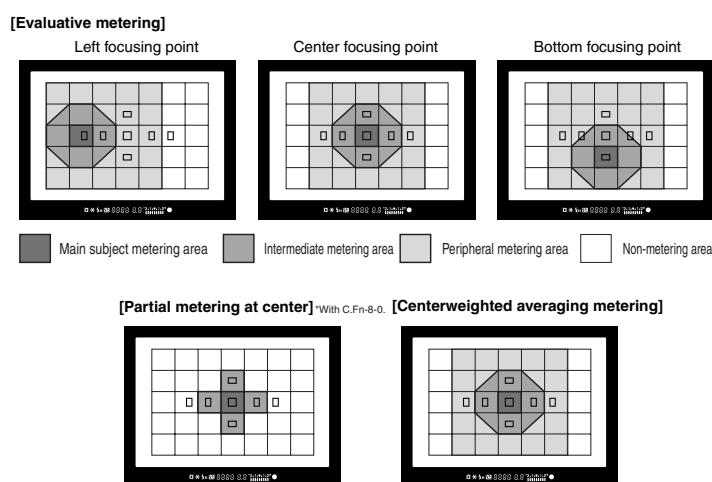 [Evaluative metering]
Left focusing point Center focusing point Bottom focusing point
Main subject metering area Intermediate metering area Peripheral metering area Non-metering area
[Partial metering at center] *With C.Fn-8-0. [Centerweighted averaging metering]